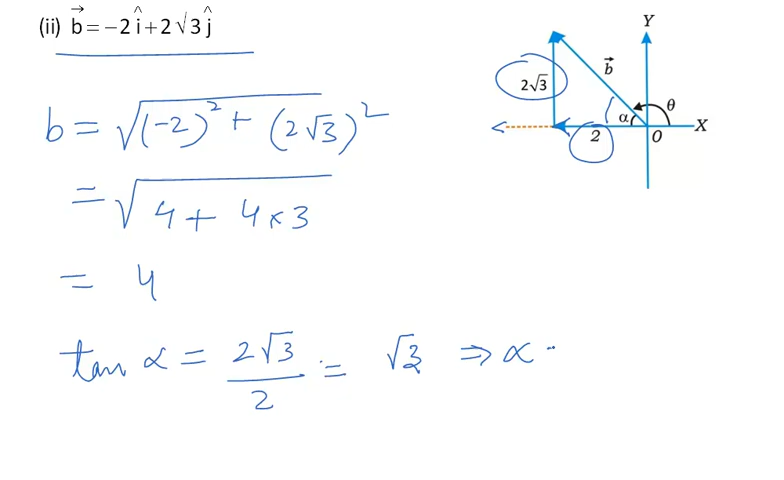 (ii) b⃗ = −2 î + 2√3 ĵ
Y
b⃗
2√3
θ
α
X
2
O
b = √((-2)² + (2√3)²)
= √(4 + 4×3)
= 4
tan α = 2√3/2 = √3 ⇒ α -